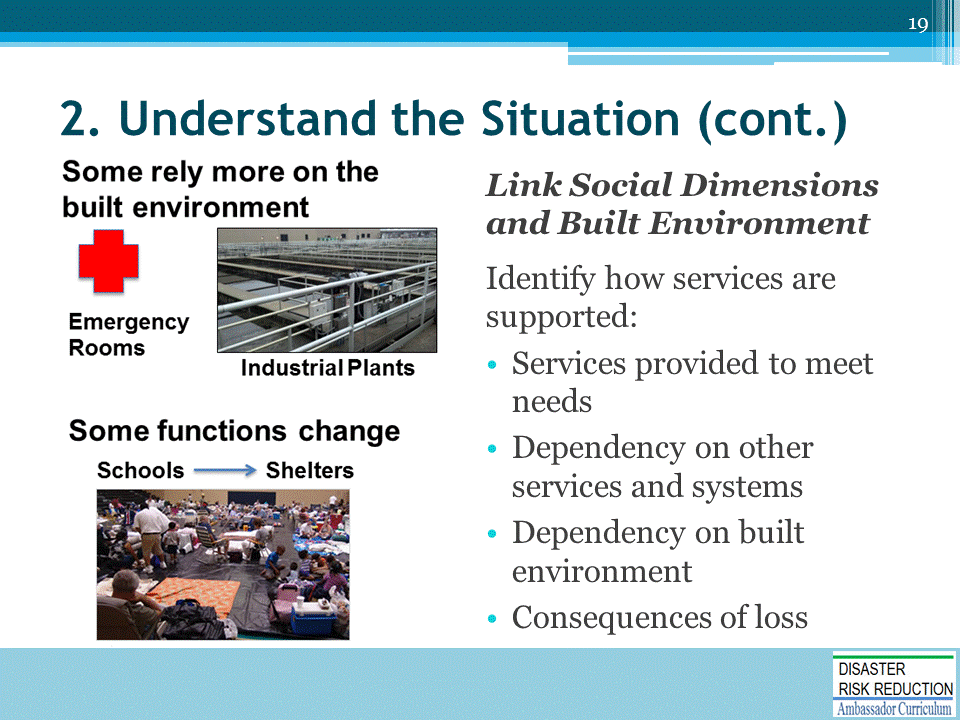 19
2. Understand the Situation (cont.)
Some rely more on the
built environment
Emergency
Rooms
Industrial Plants
Some functions change
Schools
Shelters
Link Social Dimensions
and Built Environment
Identify how services are
supported:
• Services provided to meet
needs
• Dependency on other
services and systems
• Dependency on built
environment
• Consequences of loss
DISASTER
RISK REDUCTION
Ambassador Curriculum